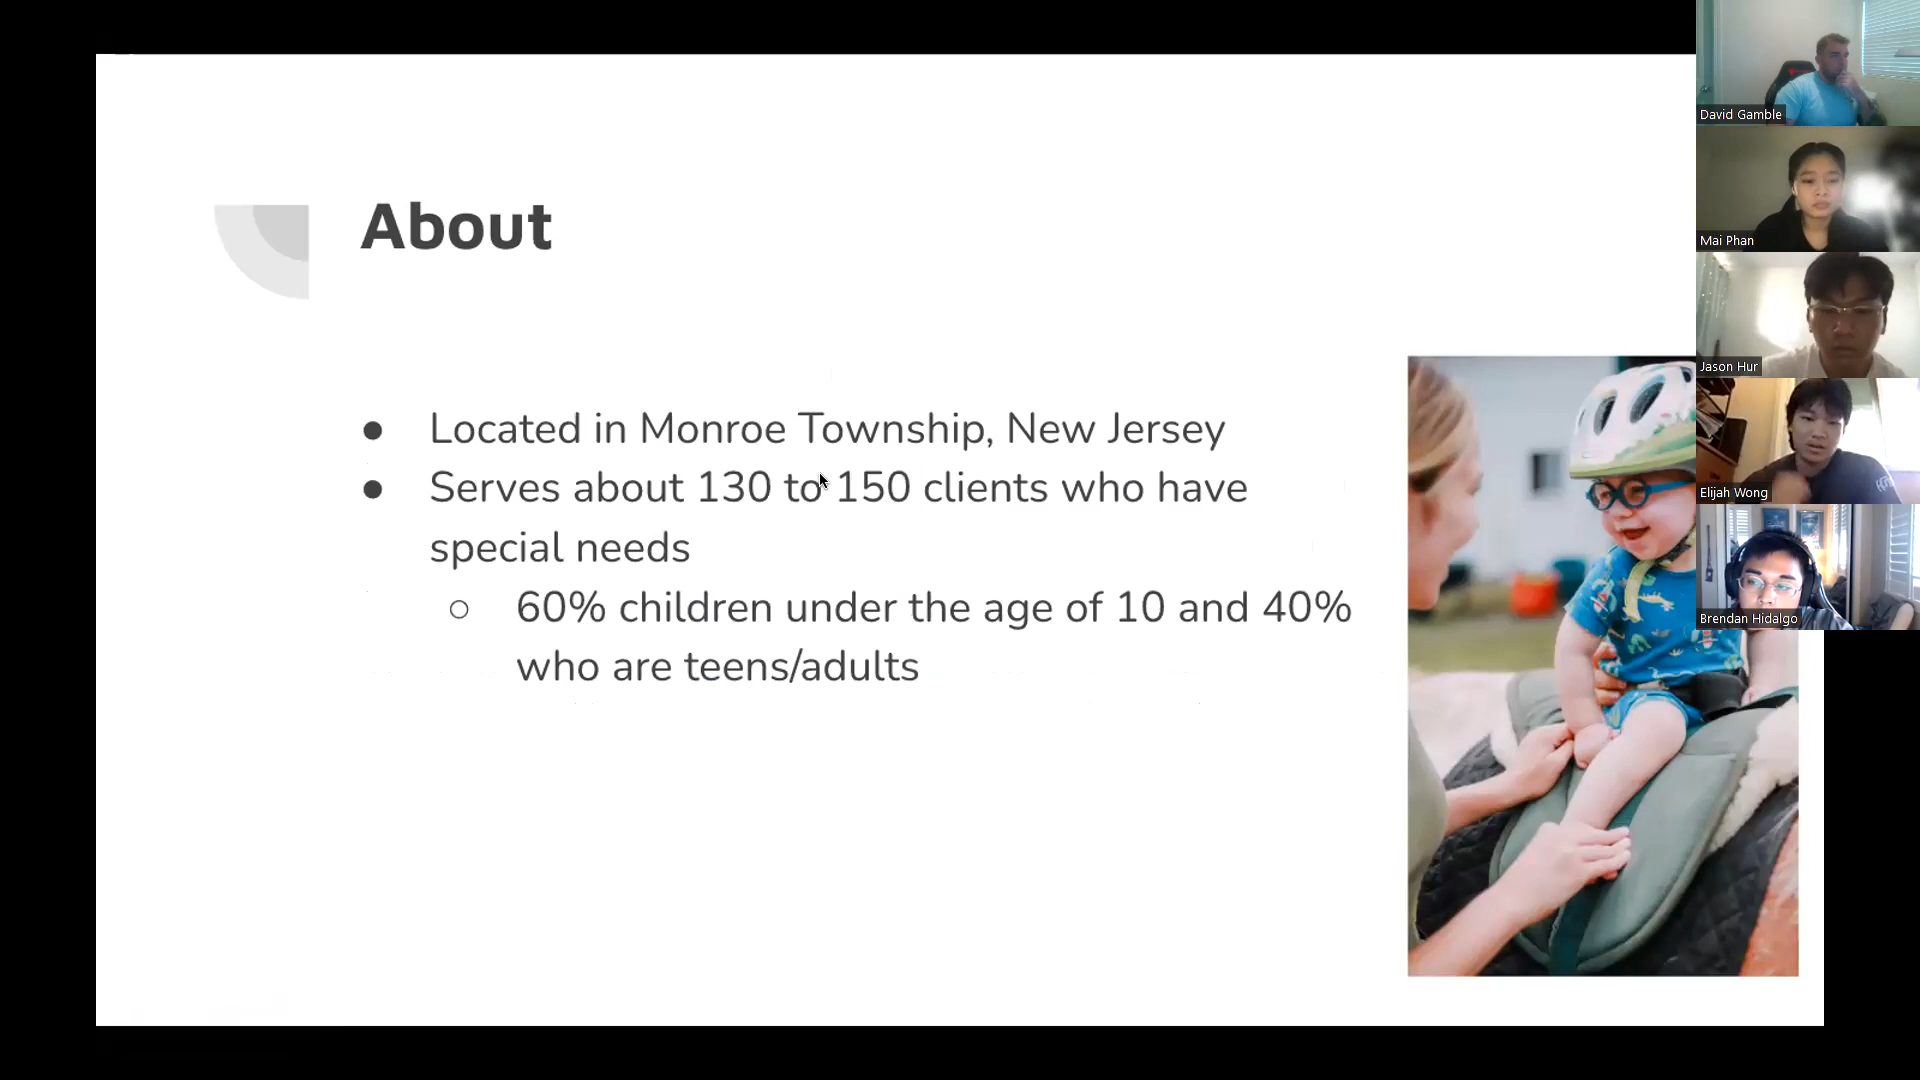 About
● Located in Monroe Township, New Jersey
● Serves about 130 to 150 clients who have
special needs
○ 60% children under the age of 10 and 40%
who are teens/adults
David Gamble
Mai Phan
Jason Hur
Elijah Wong
Brendan Hidalgo